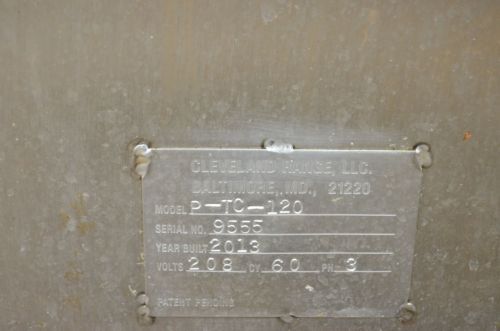 CLEVELAND RANGE, LLC.
BALTIMORE, MD., 21220
MODEL P-TC-120
SERIAL NO. 9555
YEAR BUILT 2013
VOLTS 208 CY. 60 PH. 3
PATENT PENDING